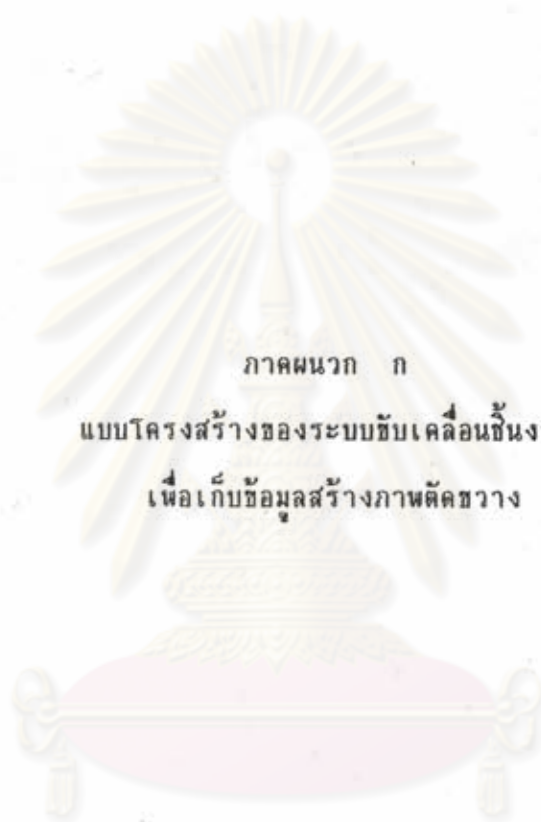 ภาคผนวก ก
แบบโครงสร้างของระบบขับเคลื่อนชิ้นง
เพื่อเก็บข้อมูลสร้างภาพตัดขวาง